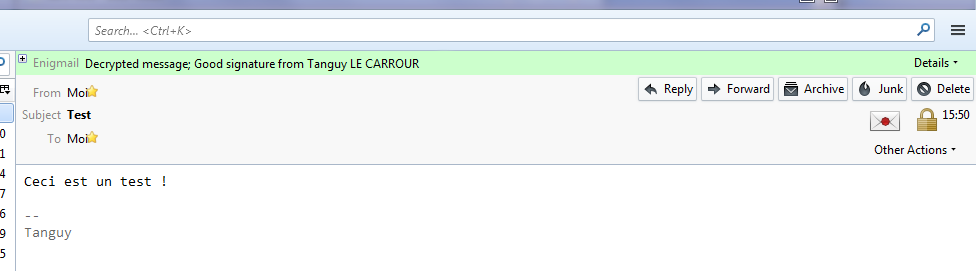 Search... <Ctrl+K>
Enigmail Decrypted message; Good signature from Tanguy LE CARROUR Details
From Moi Reply Forward Archive Junk Delete
Subject Test 15:50
To Moi Other Actions
0
1
4
7
6
9
5
Ceci est un test !
--
Tanguy